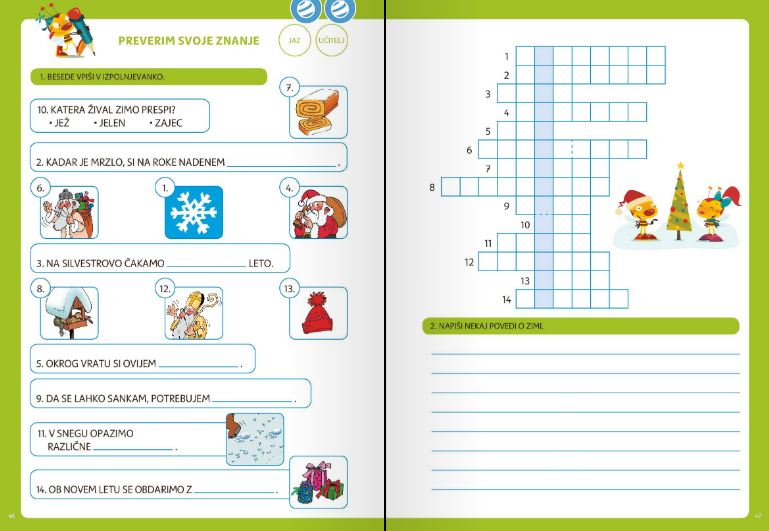 PREVERIM SVOJE ZNANJE
JAZ
UČITELJ
1. BESEDE VPIŠI V IZPOLNJEVANKO.
7.
10. KATERA ŽIVAL ZIMO PRESPI?
• JEŽ • JELEN • ZAJEC
2. KADAR JE MRZLO, SI NA ROKE NADENEM ____________________ .
6.
1.
4.
3. NA SILVESTROVO ČAKAMO ______________ LETO.
8.
12.
13.
5. OKROG VRATU SI OVIJEM ______________ .
9. DA SE LAHKO SANKAM, POTREBUJEM ______________ .
11. V SNEGU OPAZIMO
RAZLIČNE ______________ .
14. OB NOVEM LETU SE OBDARIMO Z ______________ .
46
1
2
3
4
5
6
7
8
9
10
11
12
13
14
2. NAPIŠI NEKAJ POVEDI O ZIMI.
47